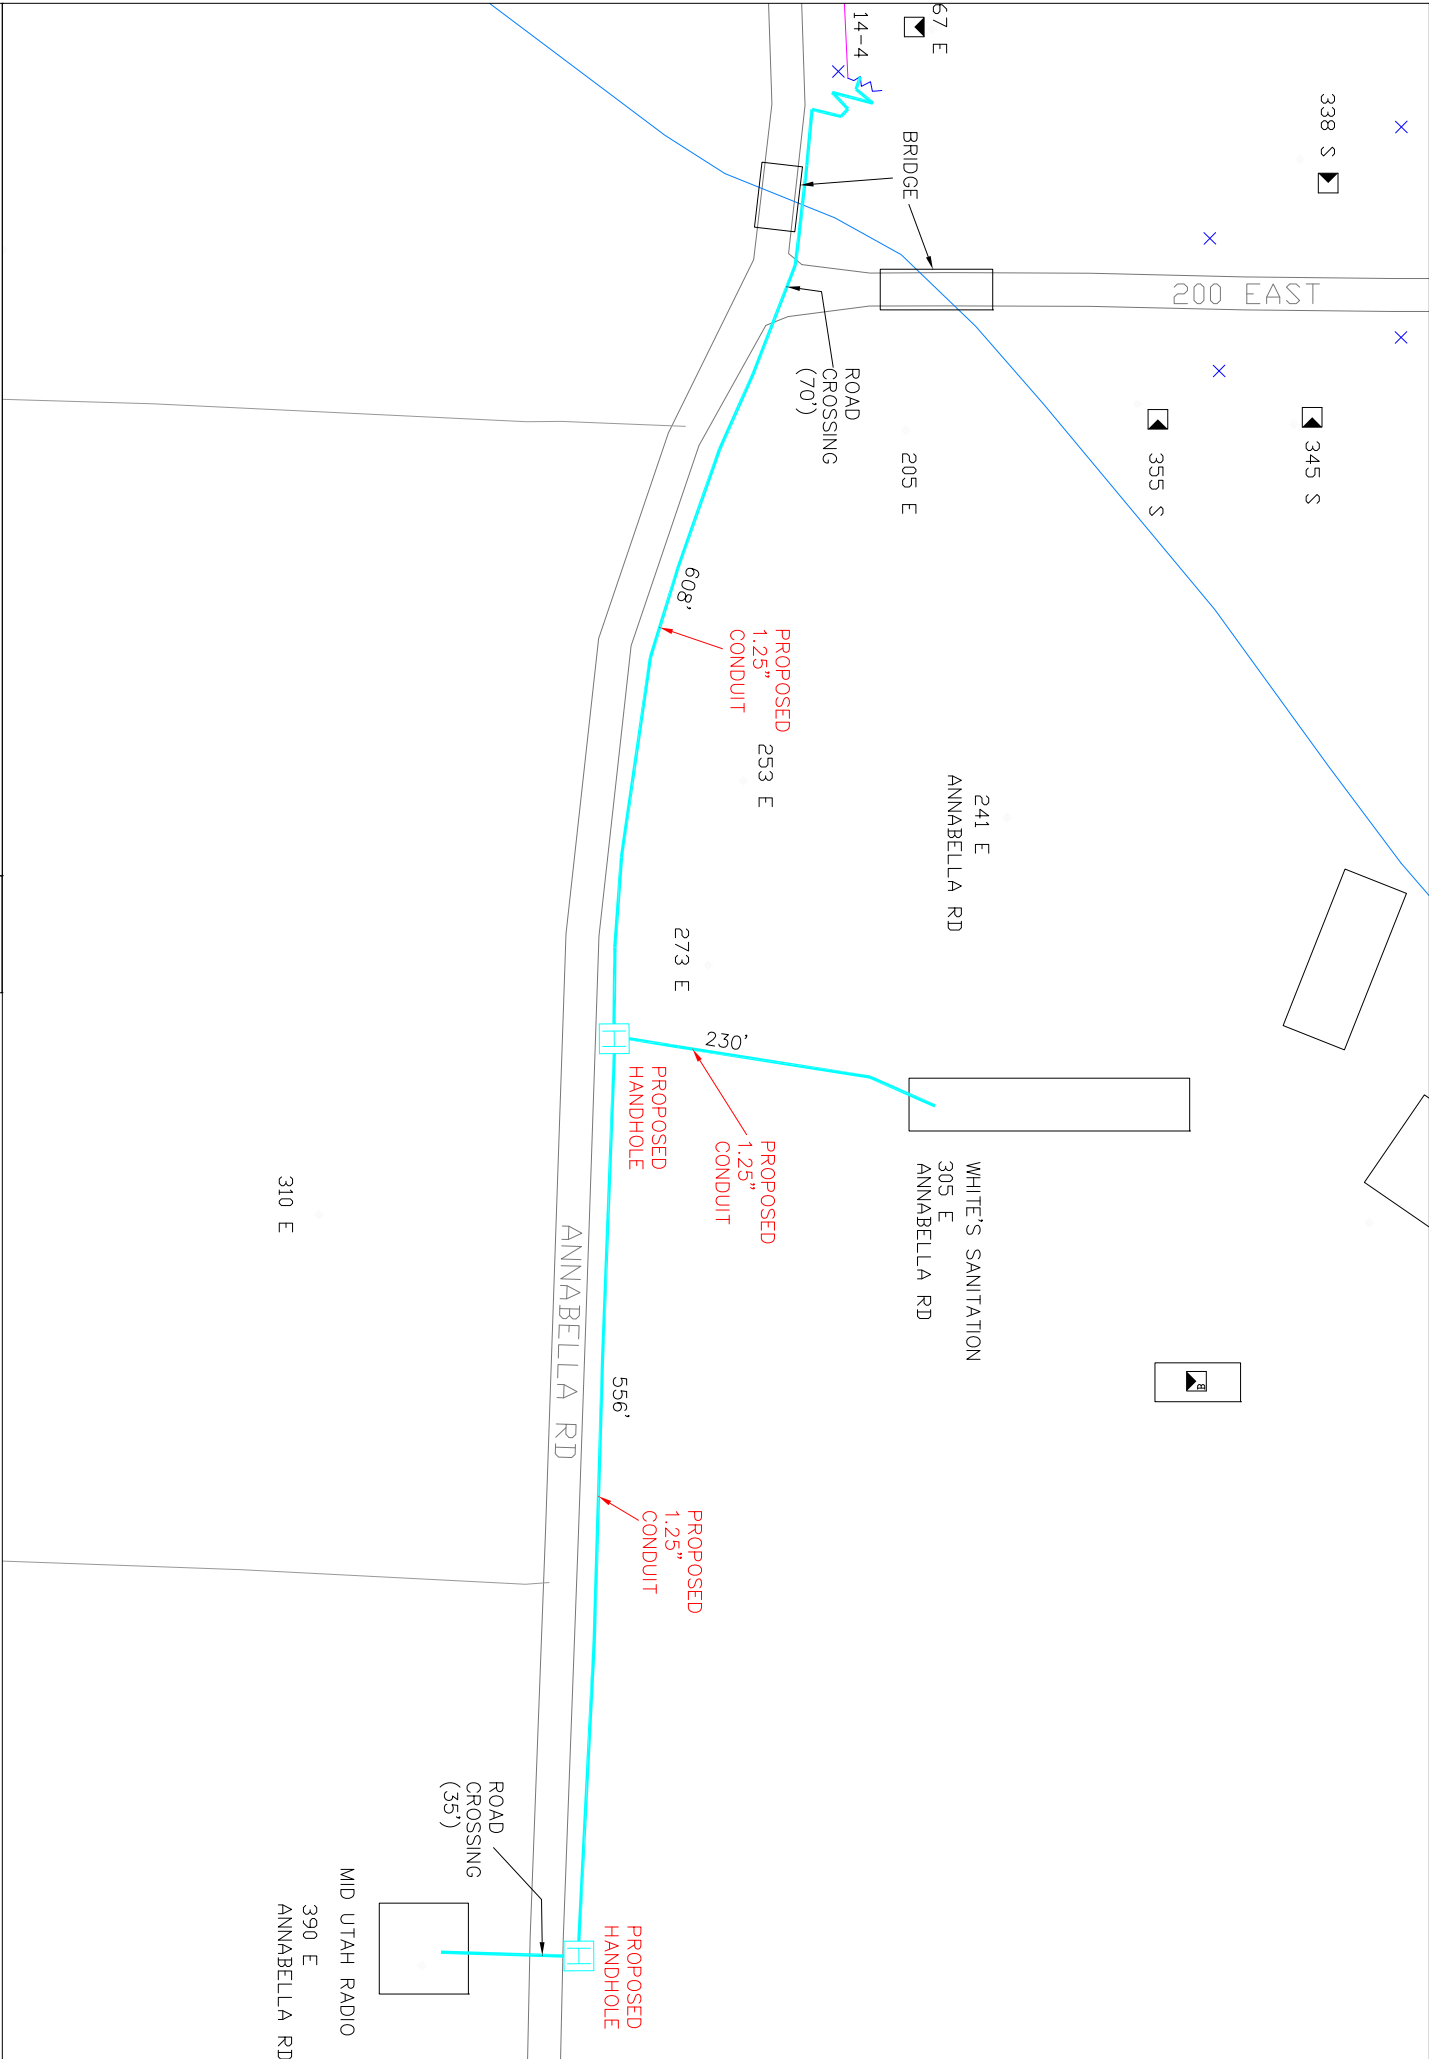 67 E
14-4
338 S
BRIDGE
200 EAST
ROAD
CROSSING
(70')
205 E
355 S
345 S
608'
PROPOSED
1.25"
CONDUIT
253 E
241 E
ANNABELLA RD
273 E
230'
H
PROPOSED
HANDHOLE
PROPOSED
1.25"
CONDUIT
WHITE'S SANITATION
305 E
ANNABELLA RD
310 E
ANNABELLA RD
556'
B
PROPOSED
1.25"
CONDUIT
ROAD
CROSSING
(35')
H
PROPOSED
HANDHOLE
MID UTAH RADIO
390 E
ANNABELLA RD